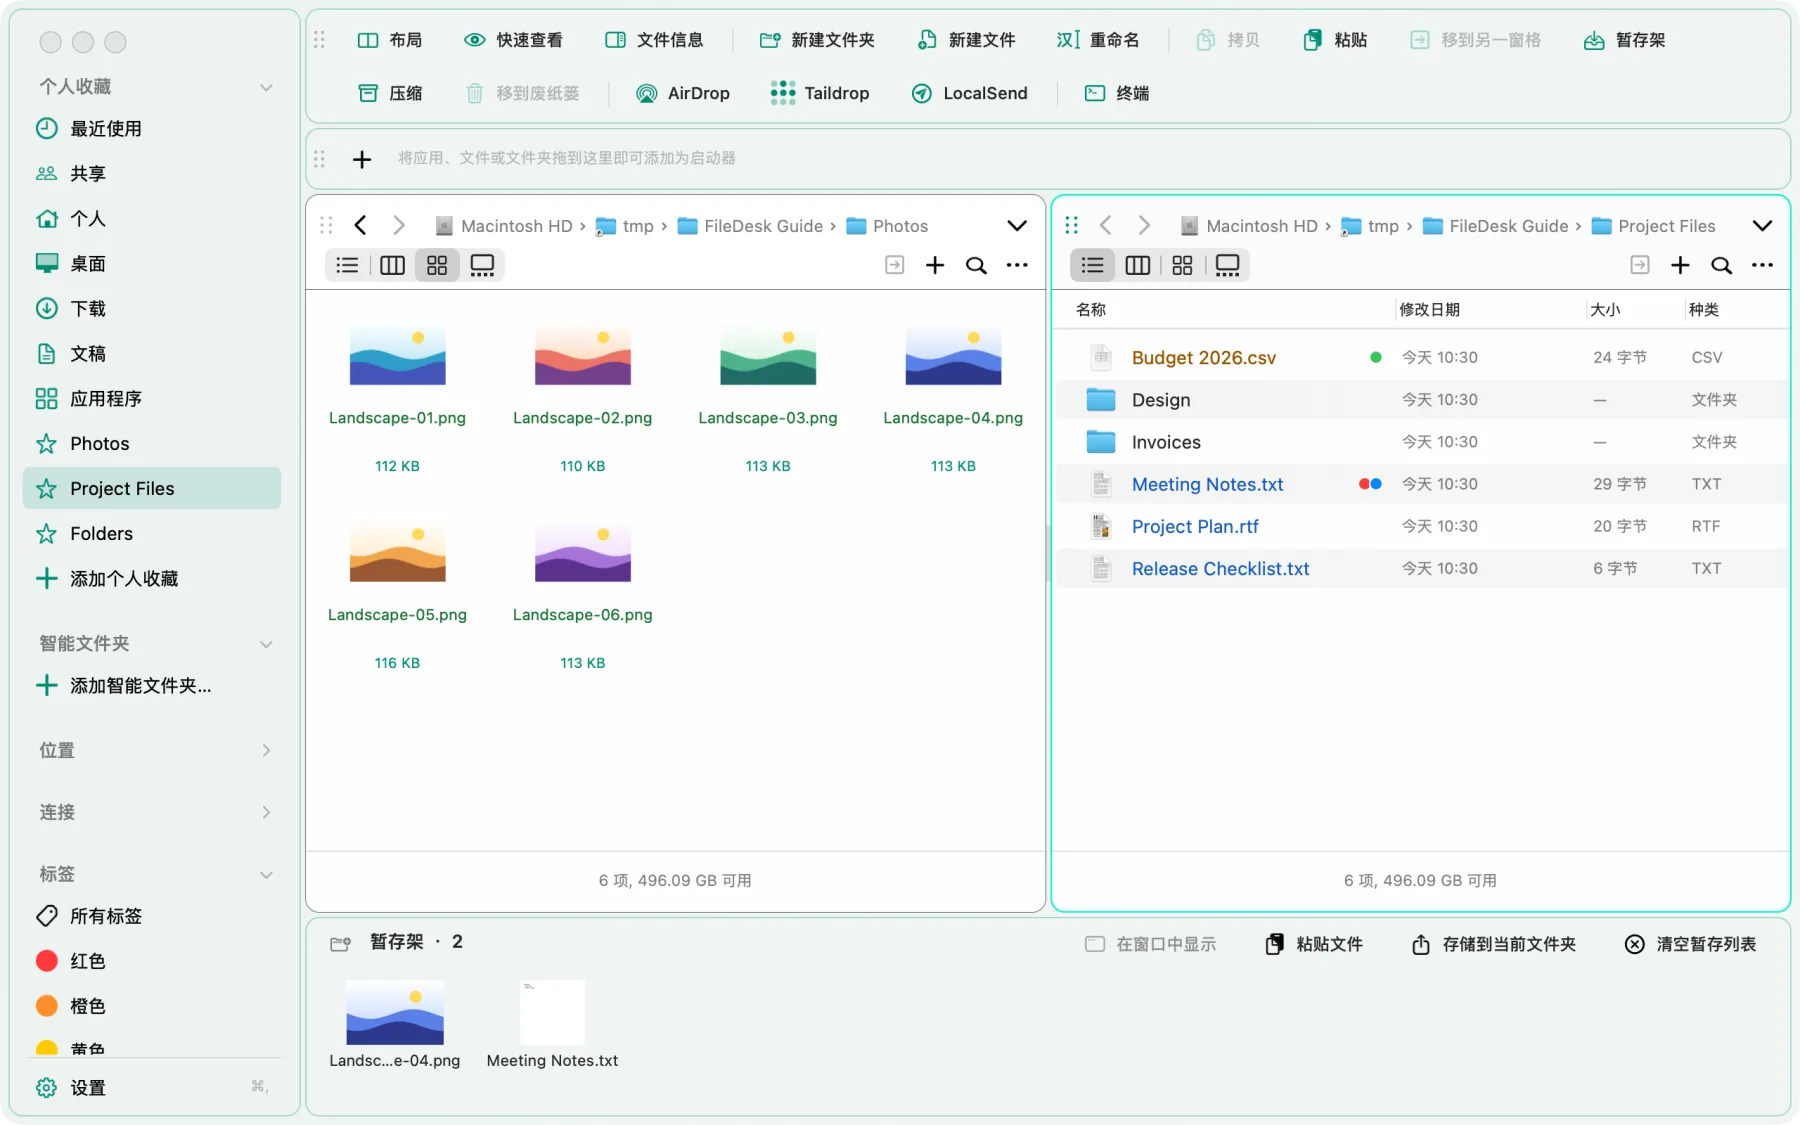 个人收藏
最近使用
共享
个人
桌面
下载
文稿
应用程序
Photos
Project Files
Folders
添加个人收藏
智能文件夹
添加智能文件夹...
位置
连接
标签
所有标签
红色
橙色
黄色
设置 ⌘,
布局 快速查看 文件信息 新建文件夹 新建文件 汉 重命名 拷贝 粘贴 移到另一窗格 暂存架
压缩 移到废纸篓 AirDrop Taildrop LocalSend 终端
将应用、文件或文件夹拖到这里即可添加为启动器
Macintosh HD › tmp › FileDesk Guide › Photos
Landscape-01.png Landscape-02.png Landscape-03.png Landscape-04.png
112 KB 110 KB 113 KB 113 KB
Landscape-05.png Landscape-06.png
116 KB 113 KB
6 项, 496.09 GB 可用
Macintosh HD › tmp › FileDesk Guide › Project Files
名称 修改日期 大小 种类
Budget 2026.csv 今天 10:30 24 字节 CSV
Design 今天 10:30 — 文件夹
Invoices 今天 10:30 — 文件夹
Meeting Notes.txt 今天 10:30 29 字节 TXT
Project Plan.rtf 今天 10:30 20 字节 RTF
Release Checklist.txt 今天 10:30 6 字节 TXT
6 项, 496.09 GB 可用
暂存架 · 2 在窗口中显示 粘贴文件 存储到当前文件夹 清空暂存列表
Landsc...e-04.png Meeting Notes.txt